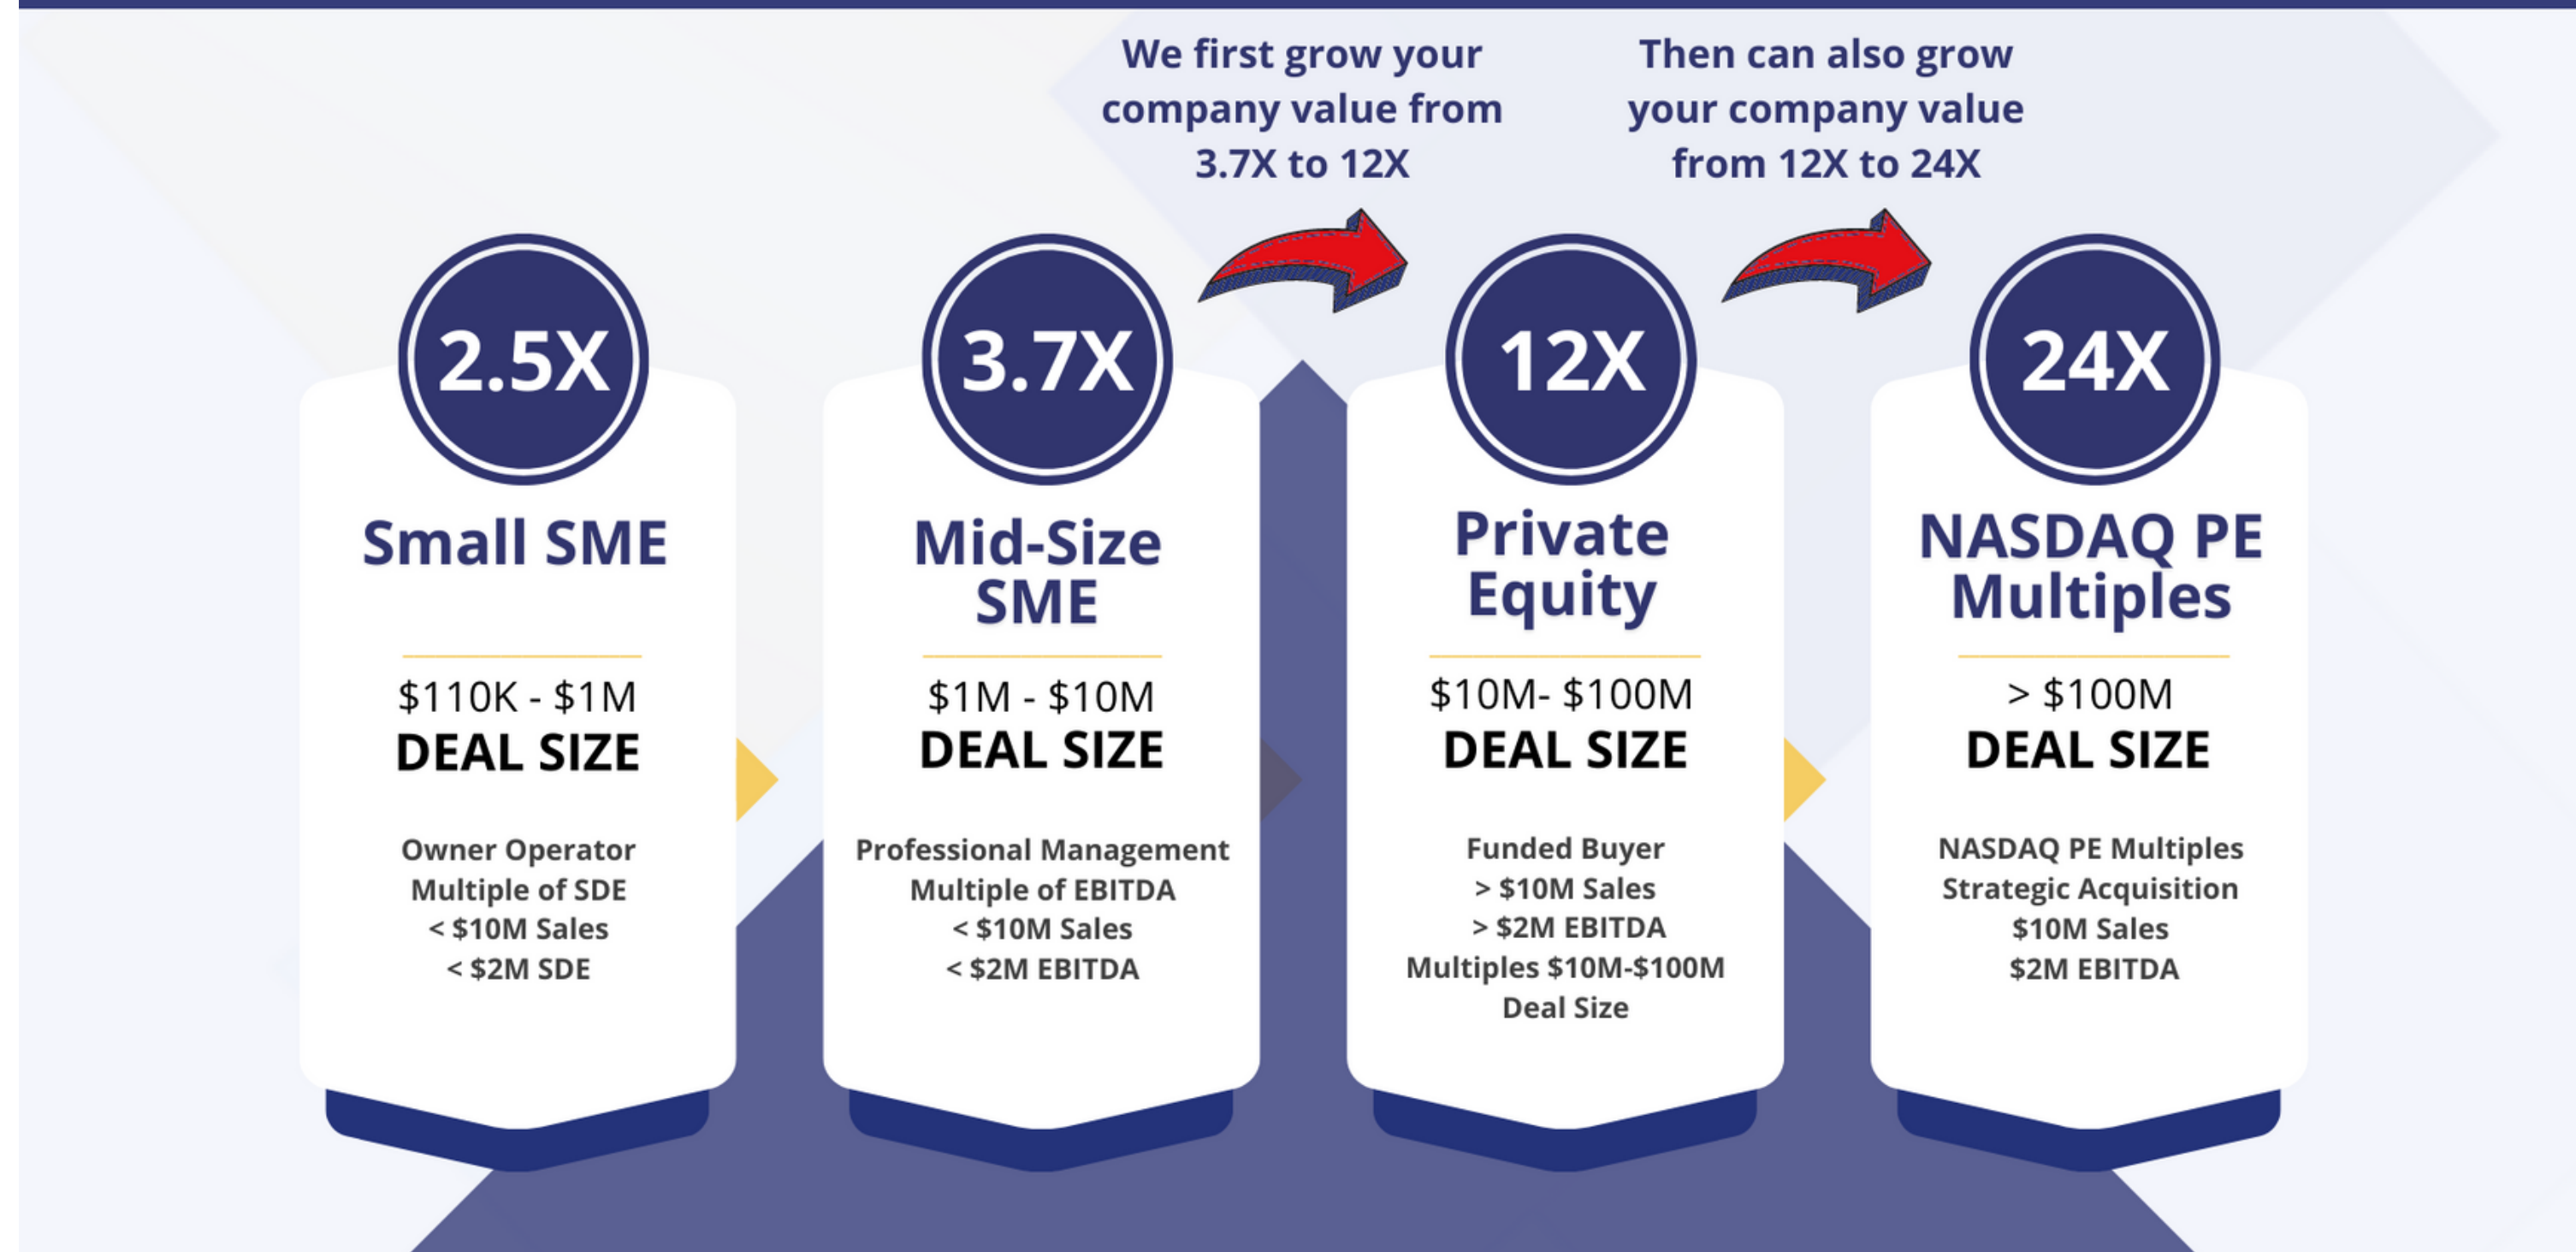 We first grow your
company value from
3.7X to 12X
Then can also grow
your company value
from 12X to 24X
2.5X
Small SME
$110K - $1M
DEAL SIZE
Owner Operator
Multiple of SDE
< $10M Sales
< $2M SDE
3.7X
Mid-Size
SME
$1M - $10M
DEAL SIZE
Professional Management
Multiple of EBITDA
< $10M Sales
< $2M EBITDA
12X
Private
Equity
$10M- $100M
DEAL SIZE
Funded Buyer
> $10M Sales
> $2M EBITDA
Multiples $10M-$100M
Deal Size
24X
NASDAQ PE
Multiples
> $100M
DEAL SIZE
NASDAQ PE Multiples
Strategic Acquisition
$10M Sales
$2M EBITDA